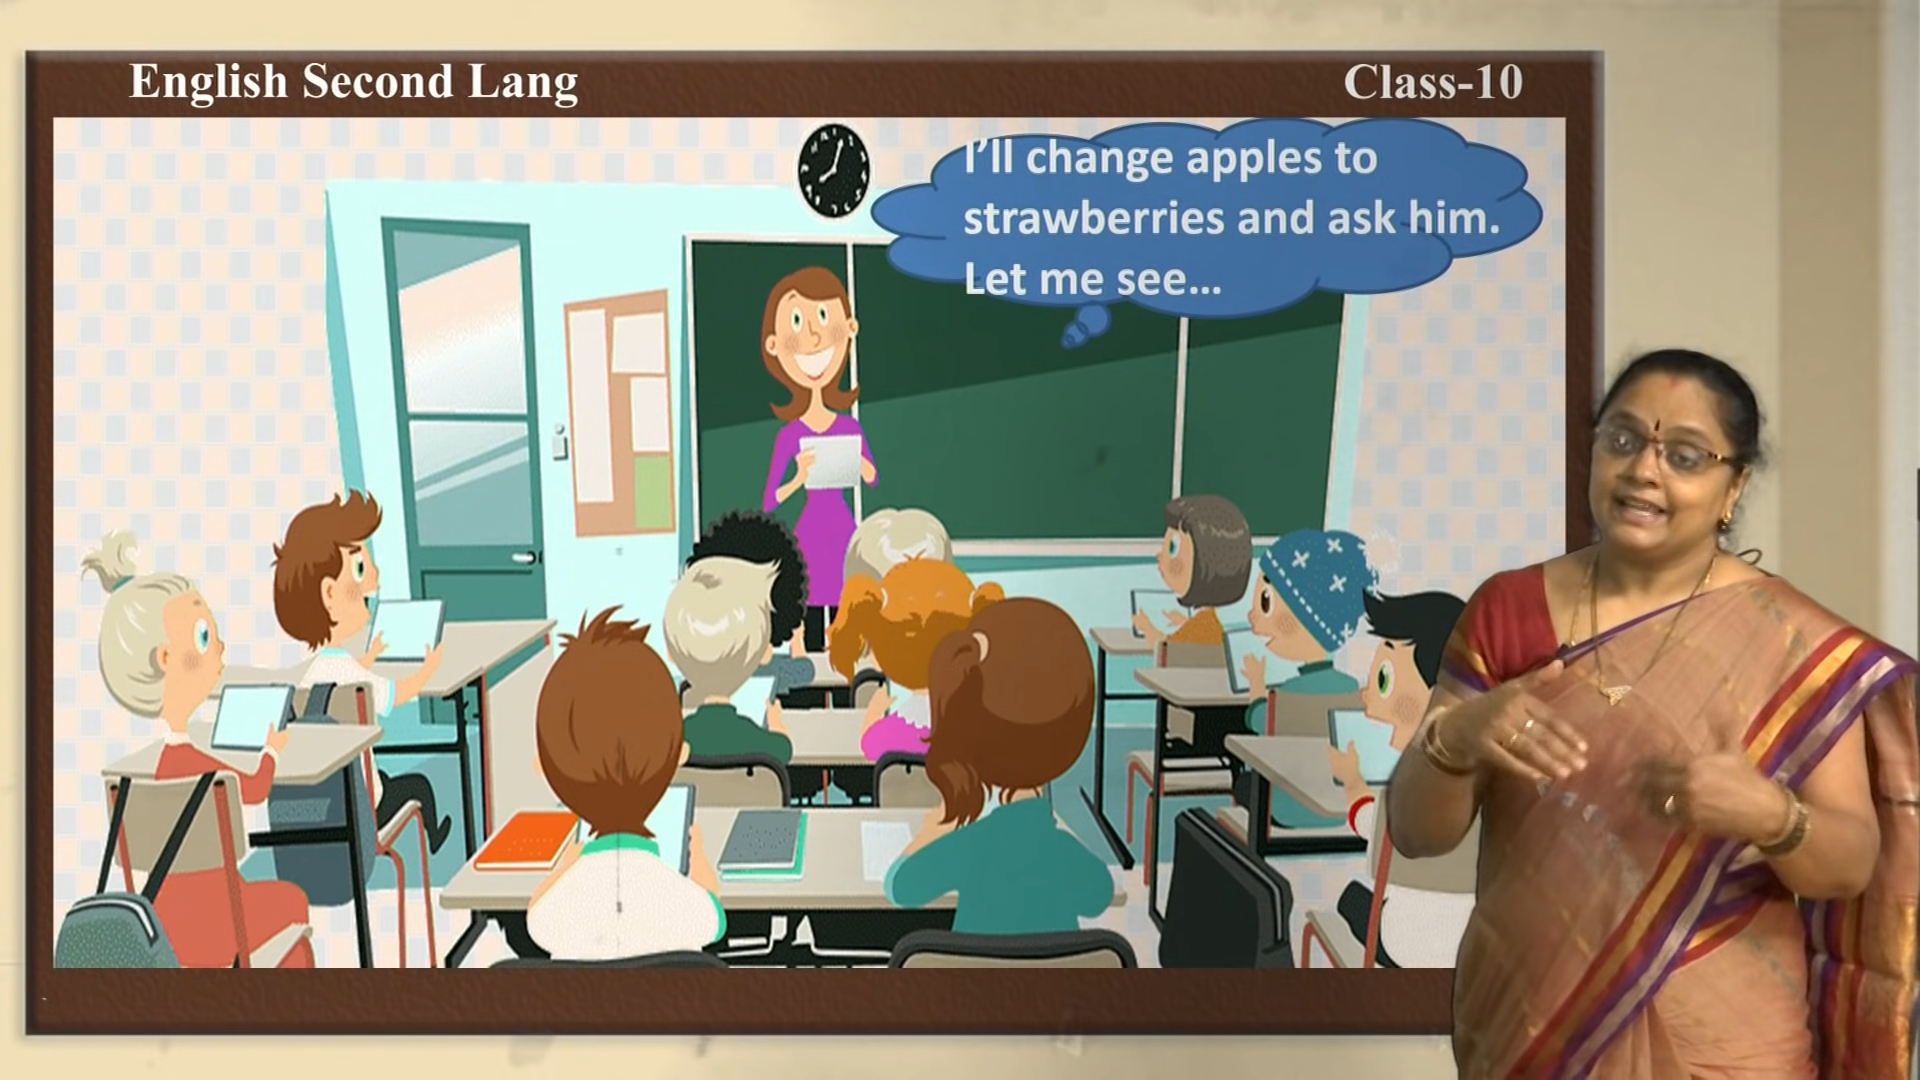 English Second Lang
Class-10
I'll change apples to
strawberries and ask him.
Let me see...